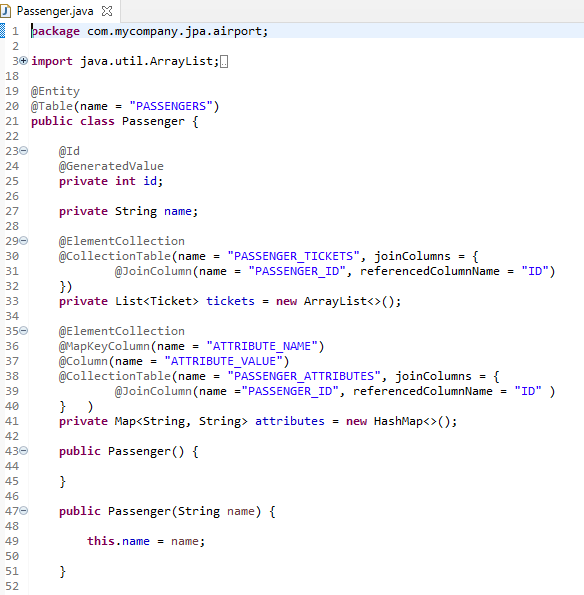 Passenger.java
1 package com.mycompany.jpa.airport;
2
3 import java.util.ArrayList;
18
19 @Entity
20 @Table(name = "PASSENGERS")
21 public class Passenger {
22
23     @Id
24     @GeneratedValue
25     private int id;
26
27     private String name;
28
29     @ElementCollection
30     @CollectionTable(name = "PASSENGER_TICKETS", joinColumns = {
31             @JoinColumn(name = "PASSENGER_ID", referencedColumnName = "ID")
32     })
33     private List<Ticket> tickets = new ArrayList<>();
34
35     @ElementCollection
36     @MapKeyColumn(name = "ATTRIBUTE_NAME")
37     @Column(name = "ATTRIBUTE_VALUE")
38     @CollectionTable(name = "PASSENGER_ATTRIBUTES", joinColumns = {
39             @JoinColumn(name ="PASSENGER_ID", referencedColumnName = "ID" )
40     }   )
41     private Map<String, String> attributes = new HashMap<>();
42
43     public Passenger() {
44
45     }
46
47     public Passenger(String name) {
48
49         this.name = name;
50
51     }
52